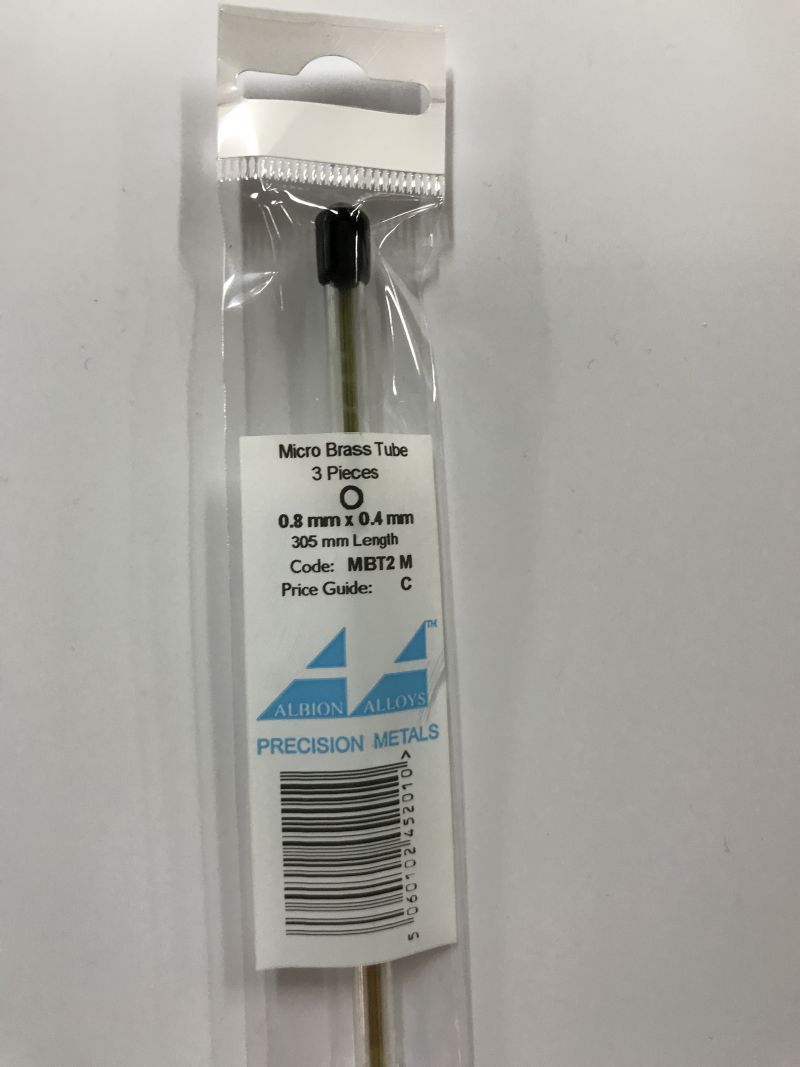 Micro Brass Tube
3 Pieces
0.8 mm x 0.4 mm
305 mm Length
Code: MBT2 M
Price Guide: C
ALBION ALLOYS™
PRECISION METALS
5 060102 452010 >